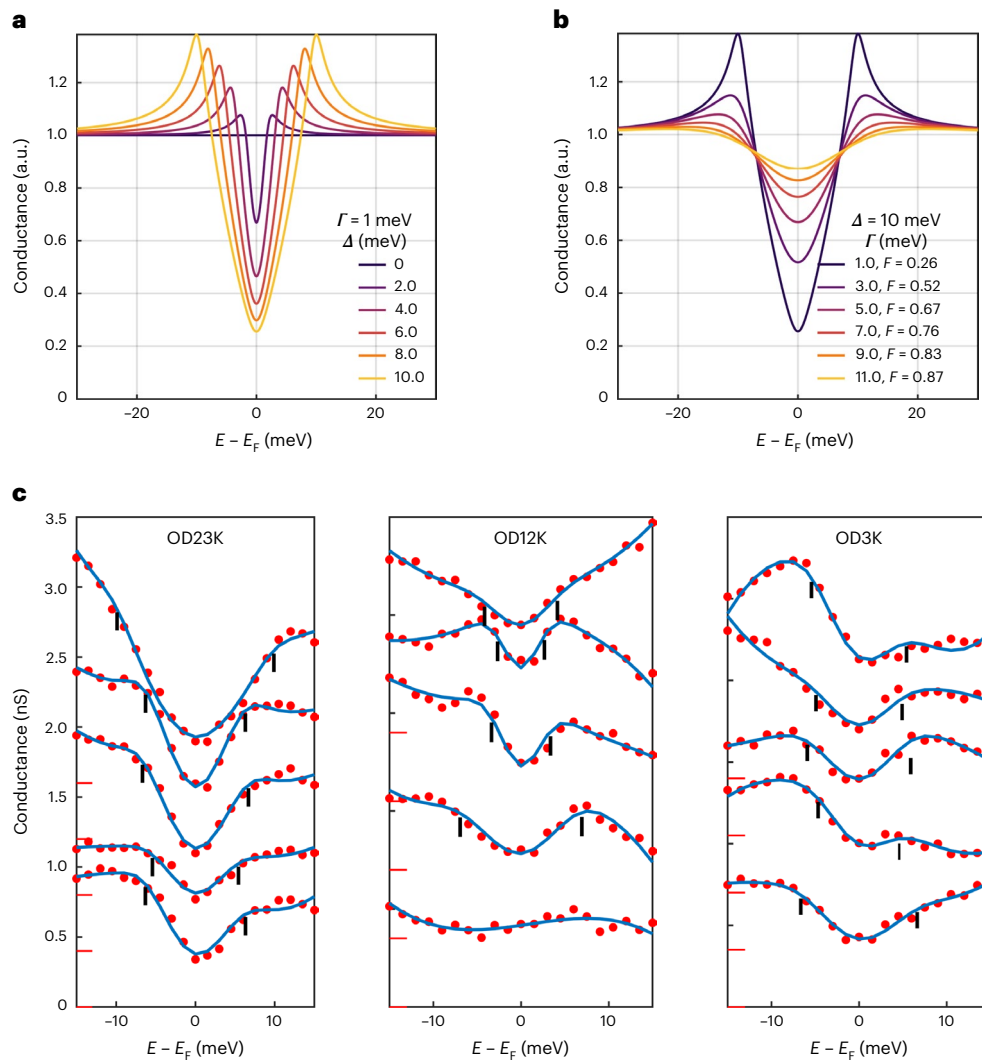 a
1.2
1.0
0.8
0.6
0.4
0.2
0
Conductance (a.u.)
Γ = 1 meV
Δ (meV)
0
2.0
4.0
6.0
8.0
10.0
–20
0
20
E – E_F (meV)
b
1.2
1.0
0.8
0.6
0.4
0.2
0
Conductance (a.u.)
Δ = 10 meV
Γ (meV)
1.0, F = 0.26
3.0, F = 0.52
5.0, F = 0.67
7.0, F = 0.76
9.0, F = 0.83
11.0, F = 0.87
–20
0
20
E – E_F (meV)
c
3.5
3.0
2.5
2.0
1.5
1.0
0.5
0
Conductance (nS)
OD23K
–10
0
10
E – E_F (meV)
OD12K
–10
0
10
E – E_F (meV)
OD3K
–10
0
10
E – E_F (meV)